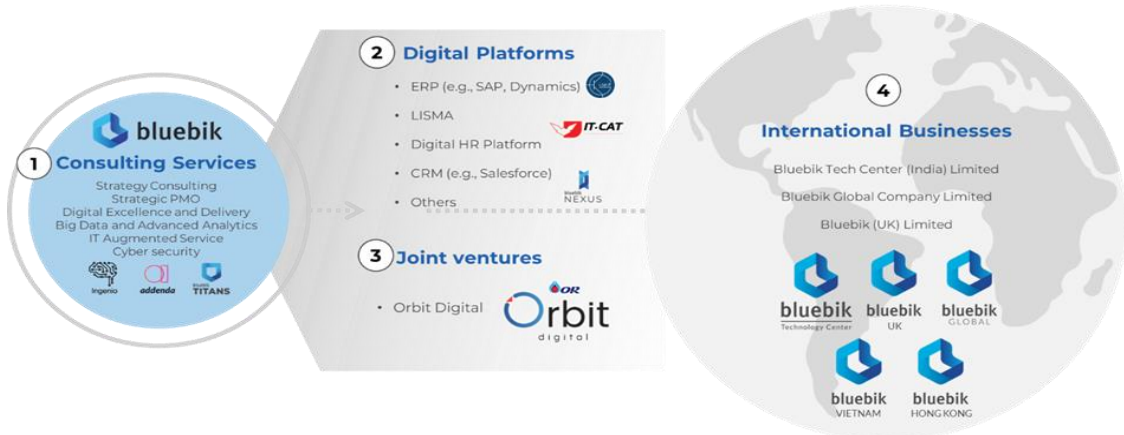 bluebik
1
Consulting Services
Strategy Consulting
Strategic PMO
Digital Excellence and Delivery
Big Data and Advanced Analytics
IT Augmented Service
Cyber security
Ingenio
addenda
bluebik
TITANS
2
Digital Platforms
• ERP (e.g., SAP, Dynamics)
• LISMA
IT-CAT
• Digital HR Platform
• CRM (e.g., Salesforce)
bluebik
NEXUS
• Others
3
Joint ventures
• Orbit Digital
OR
Orbit
digital
4
International Businesses
Bluebik Tech Center (India) Limited
Bluebik Global Company Limited
Bluebik (UK) Limited
bluebik
Technology Center
bluebik
UK
bluebik
GLOBAL
bluebik
VIETNAM
bluebik
HONG KONG